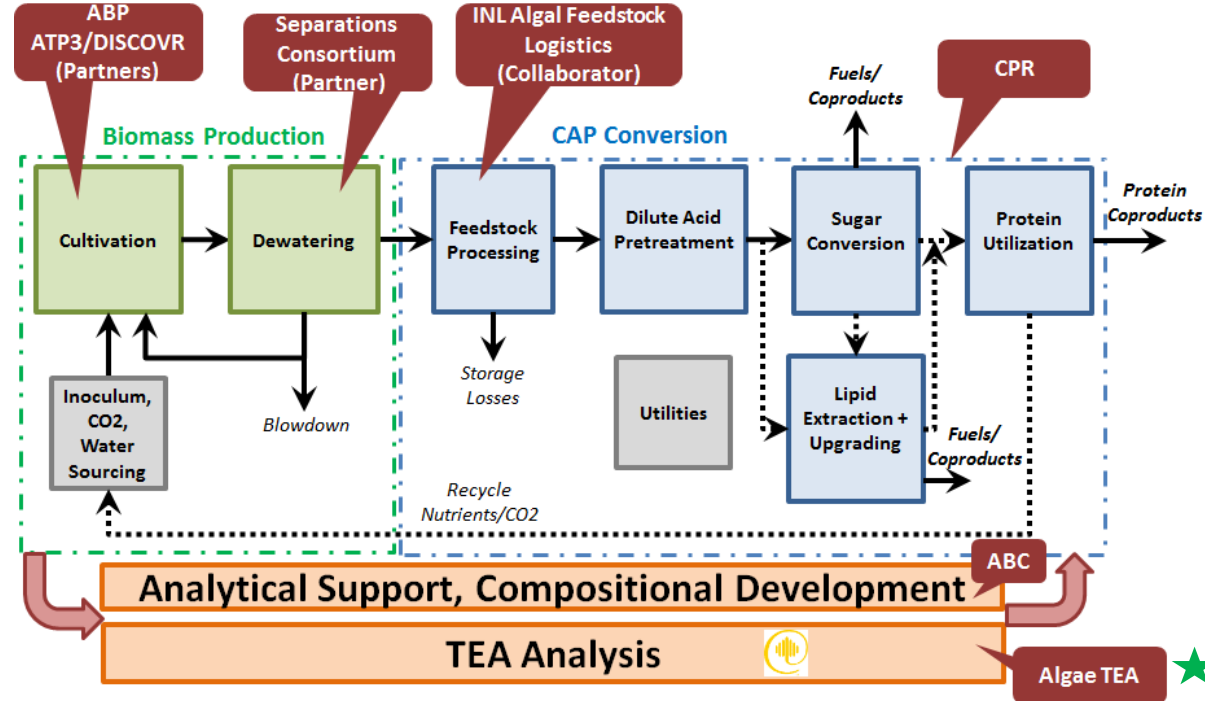 ABP
ATP3/DISCOVR
(Partners)
Separations
Consortium
(Partner)
INL Algal Feedstock
Logistics
(Collaborator)
CPR
Fuels/
Coproducts
Biomass Production
CAP Conversion
Cultivation
Dewatering
Feedstock
Processing
Dilute Acid
Pretreatment
Sugar
Conversion
Protein
Utilization
Protein
Coproducts
Inoculum,
CO2,
Water
Sourcing
Blowdown
Storage
Losses
Utilities
Lipid
Extraction +
Upgrading
Fuels/
Coproducts
Recycle
Nutrients/CO2
Analytical Support, Compositional Development
ABC
TEA Analysis
Algae TEA